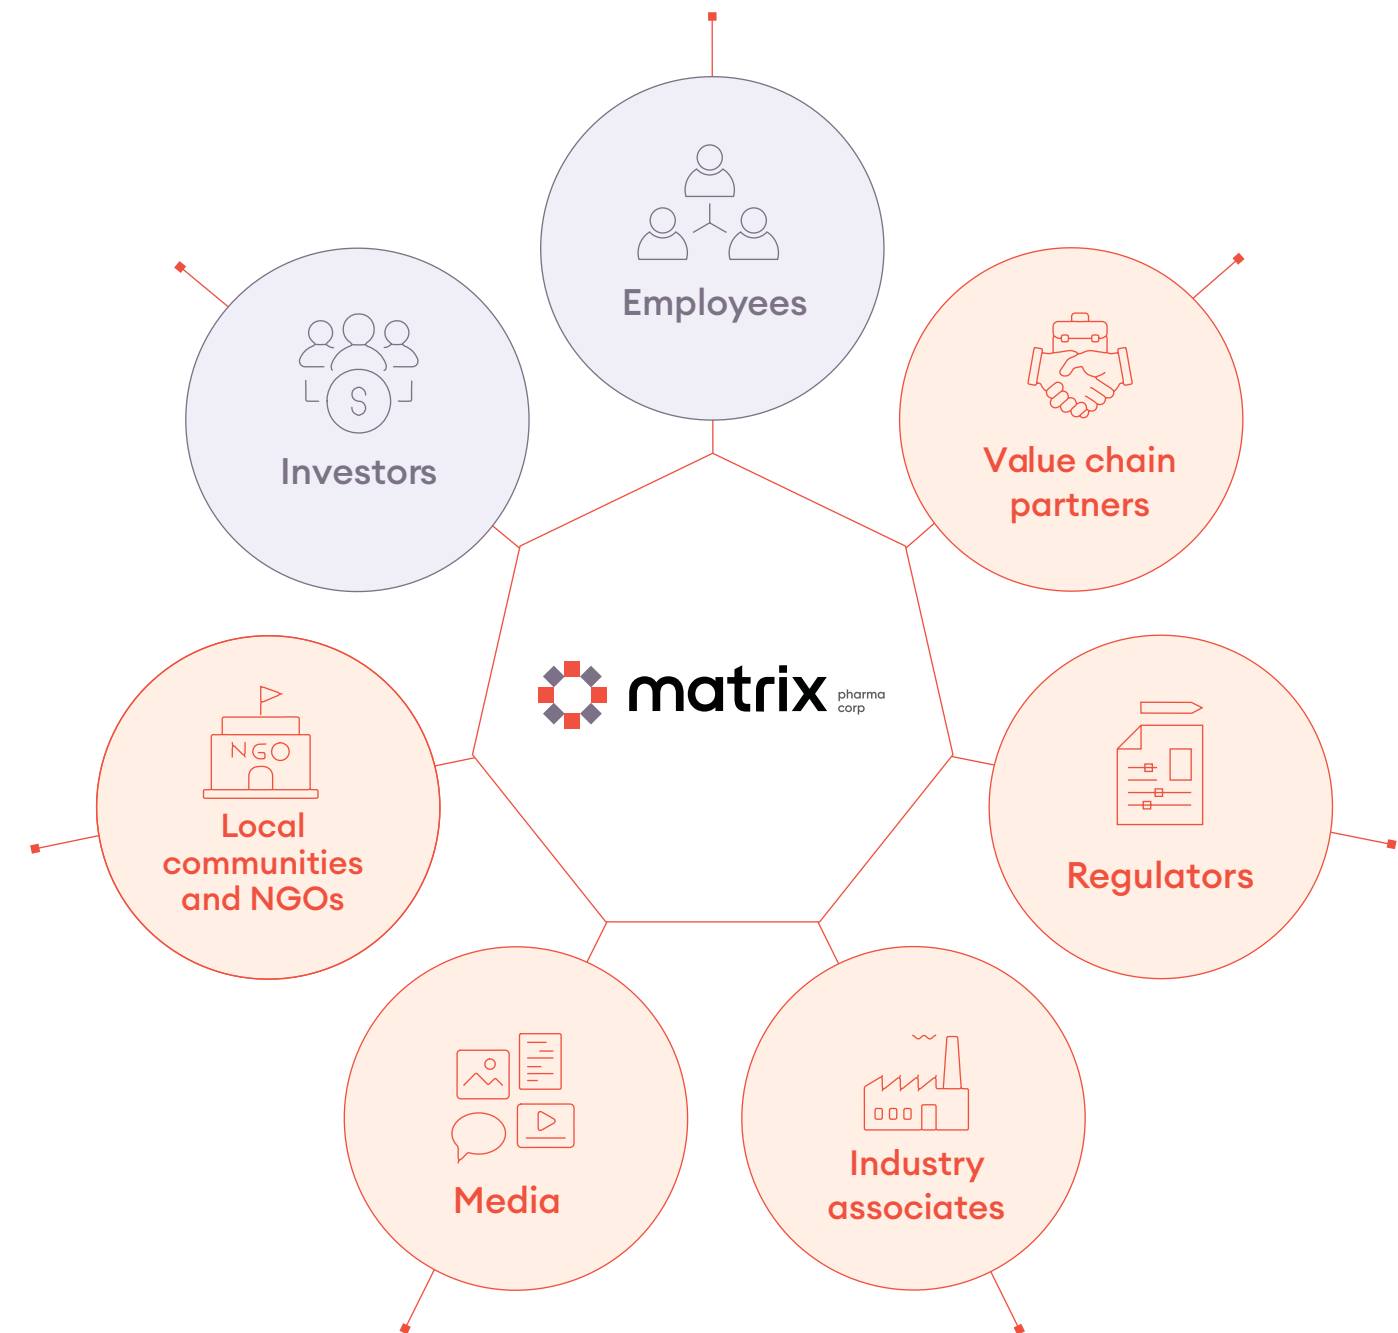 Employees
Investors
Value chain
partners
matrix
pharma
corp
NGO
Local
communities
and NGOs
Regulators
Media
Industry
associates